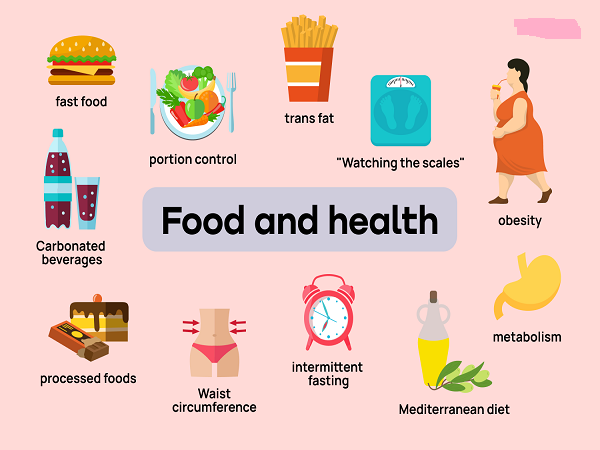 fast food
trans fat
portion control
"Watching the scales"
obesity
Food and health
Carbonated
beverages
metabolism
processed foods
Waist
circumference
intermittent
fasting
Mediterranean diet